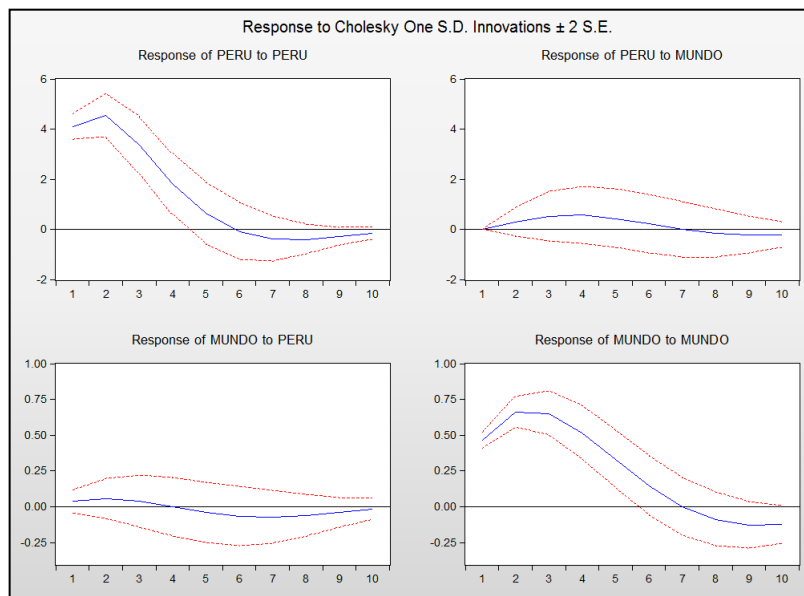 Response to Cholesky One S.D. Innovations ± 2 S.E.
Response of PERU to PERU
6
4
2
0
-2
1 2 3 4 5 6 7 8 9 10
Response of PERU to MUNDO
6
4
2
0
-2
1 2 3 4 5 6 7 8 9 10
Response of MUNDO to PERU
1.00
0.75
0.50
0.25
0.00
-0.25
1 2 3 4 5 6 7 8 9 10
Response of MUNDO to MUNDO
1.00
0.75
0.50
0.25
0.00
-0.25
1 2 3 4 5 6 7 8 9 10